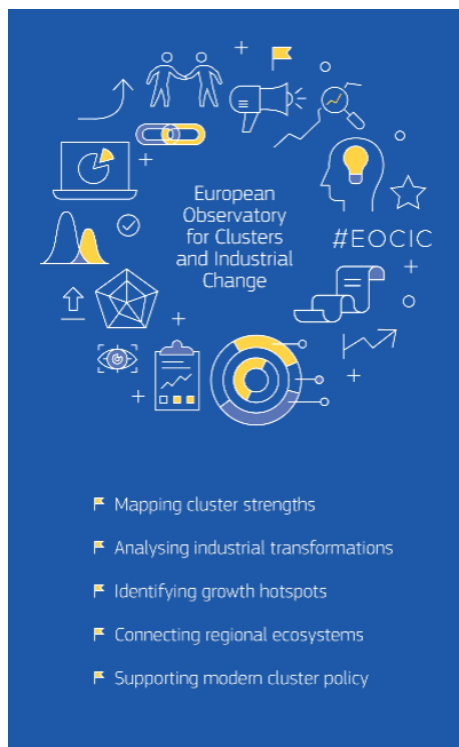 European
Observatory
for Clusters
and Industrial
Change
#EOCIC
Mapping cluster strengths
Analysing industrial transformations
Identifying growth hotspots
Connecting regional ecosystems
Supporting modern cluster policy